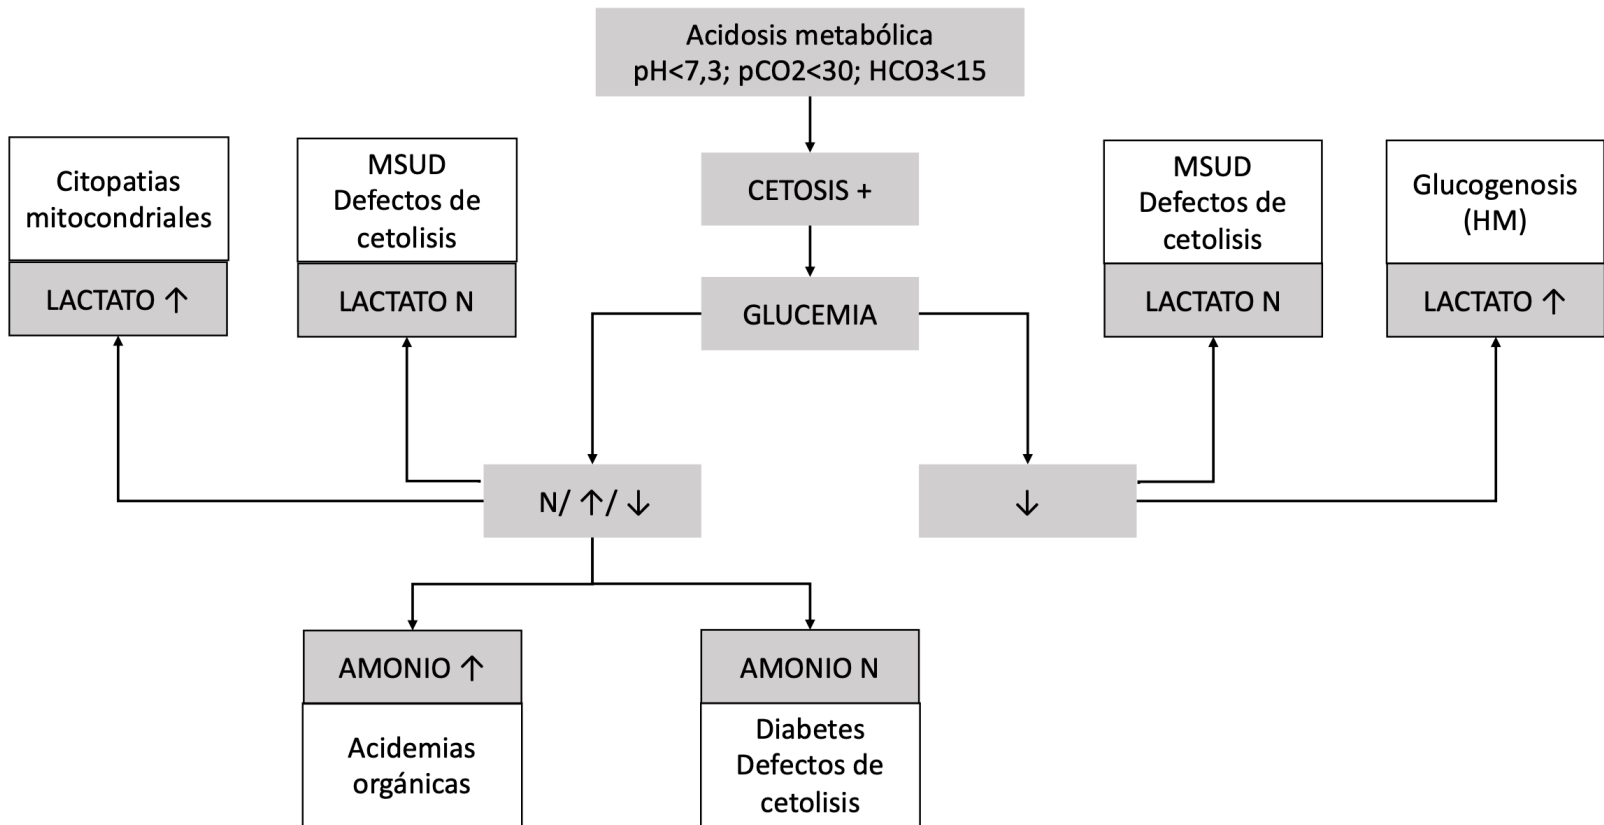 Acidosis metabólica
pH<7,3; pCO2<30; HCO3<15
CETOSIS +
GLUCEMIA
Citopatias
mitocondriales
LACTATO ↑
MSUD
Defectos de
cetolisis
LACTATO N
MSUD
Defectos de
cetolisis
LACTATO N
Glucogenosis
(HM)
LACTATO ↑
N/ ↑/ ↓
↓
AMONIO ↑
Acidemias
orgánicas
AMONIO N
Diabetes
Defectos de
cetolisis